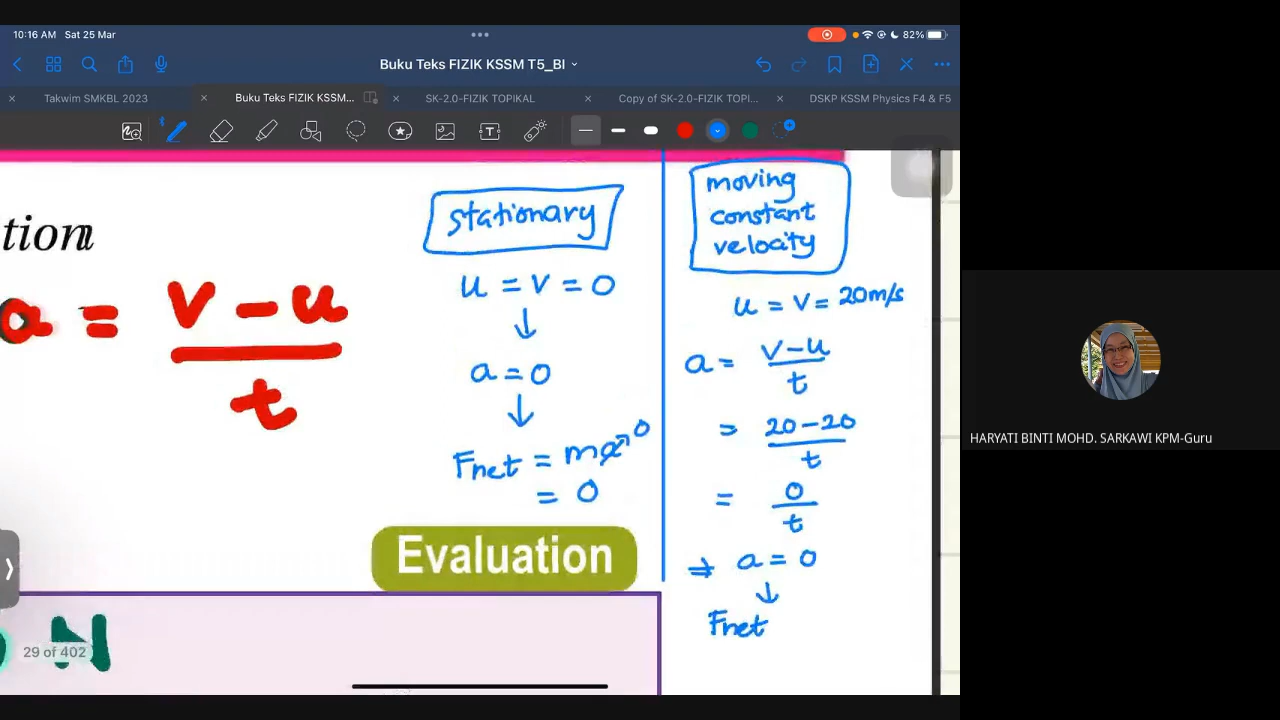 10:16 AM Sat 25 Mar
82%
Buku Teks FIZIK KSSM T5_BI
Takwim SMKBL 2023
Buku Teks FIZIK KSSM...
SK-2.0-FIZIK TOPIKAL
Copy of SK-2.0-FIZIK TOPI...
DSKP KSSM Physics F4 & F5
tion
a = v - u
t
stationary
u = v = 0
↓
a = 0
↓
Fnet = ma 0
= 0
Evaluation
N
29 of 402
moving
constant
velocity
u = v = 20 m/s
a = v - u
t
= 20 - 20
t
= 0
t
⇒ a = 0
↓
Fnet
HARYATI BINTI MOHD. SARKAWI KPM-Guru